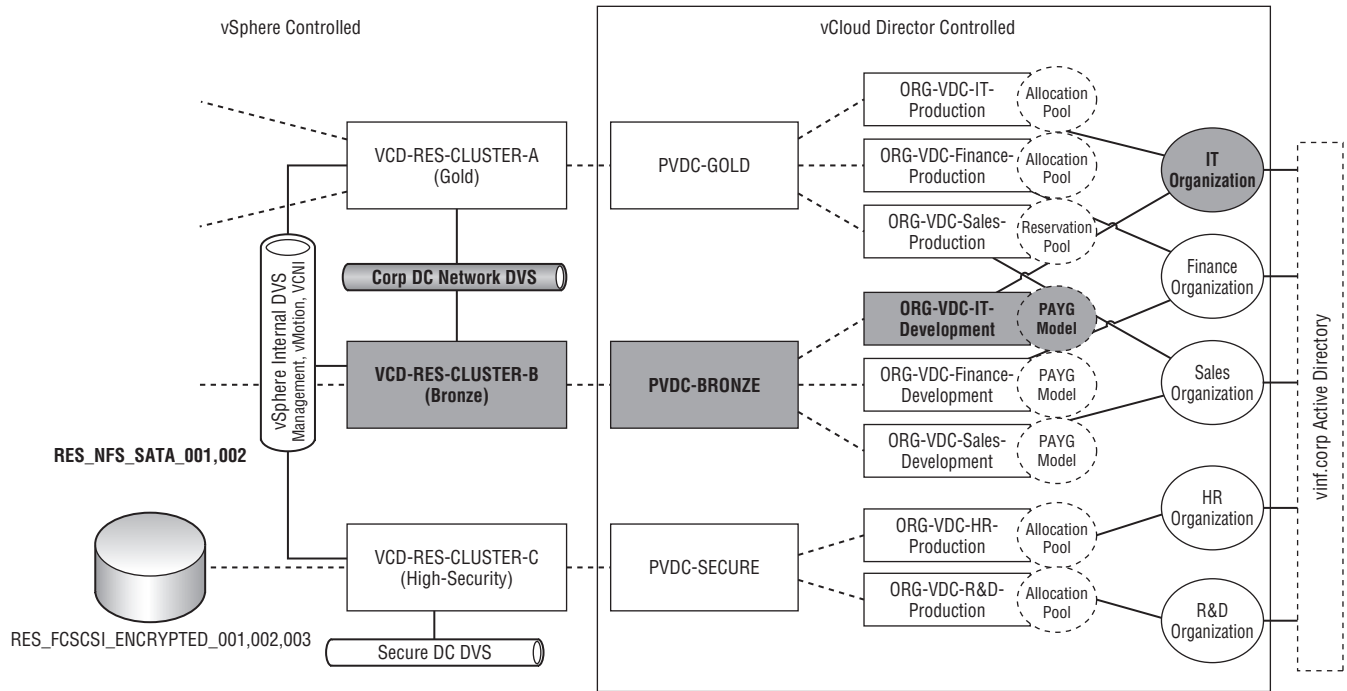 vSphere Controlled
vCloud Director Controlled
VCD-RES-CLUSTER-A
(Gold)
PVDC-GOLD
ORG-VDC-IT-
Production
Allocation
Pool
ORG-VDC-Finance-
Production
Allocation
Pool
ORG-VDC-Sales-
Production
Reservation
Pool
IT
Organization
Finance
Organization
vSphere Internal DVS
Management, vMotion, VCNI
Corp DC Network DVS
VCD-RES-CLUSTER-B
(Bronze)
PVDC-BRONZE
ORG-VDC-IT-
Development
PAYG
Model
ORG-VDC-Finance-
Development
PAYG
Model
ORG-VDC-Sales-
Development
PAYG
Model
Sales
Organization
vinf.corp Active Directory
RES_NFS_SATA_001,002
VCD-RES-CLUSTER-C
(High-Security)
PVDC-SECURE
ORG-VDC-HR-
Production
Allocation
Pool
ORG-VDC-R&D-
Production
Allocation
Pool
HR
Organization
R&D
Organization
RES_FCSCSI_ENCRYPTED_001,002,003
Secure DC DVS